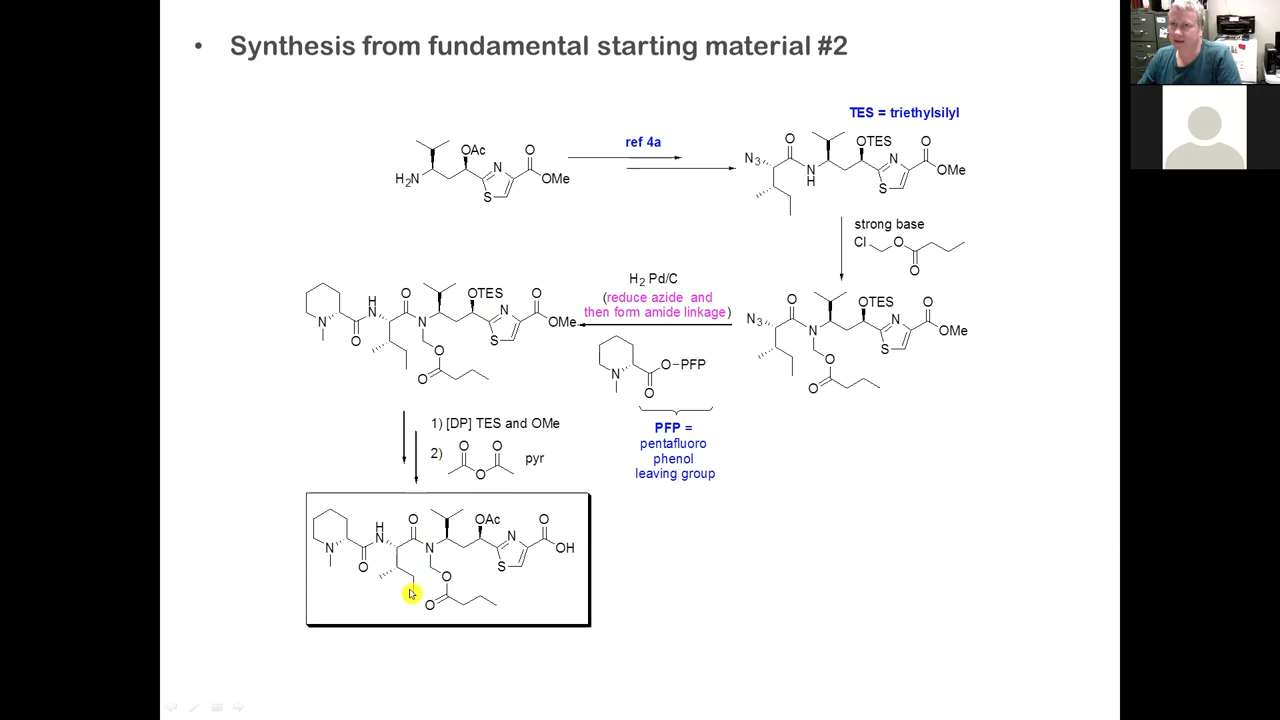 • Synthesis from fundamental starting material #2
TES = triethylsilyl
ref 4a
OAc
N
O
H₂N
S
OMe
O
OTES
O
N₃
N
H
N
S
OMe
strong base
Cl
O
O
H₂ Pd/C
(reduce azide and
then form amide linkage)
O
OTES
O
N₃
N
N
S
OMe
O
O
H
N
O
OTES
O
N
O
N
N
S
OMe
O
O
N
O
O–PFP
PFP =
pentafluoro
phenol
leaving group
1) [DP] TES and OMe
2)
O
O
O
pyr
H
N
O
OAc
O
N
O
N
N
S
OH
O
O